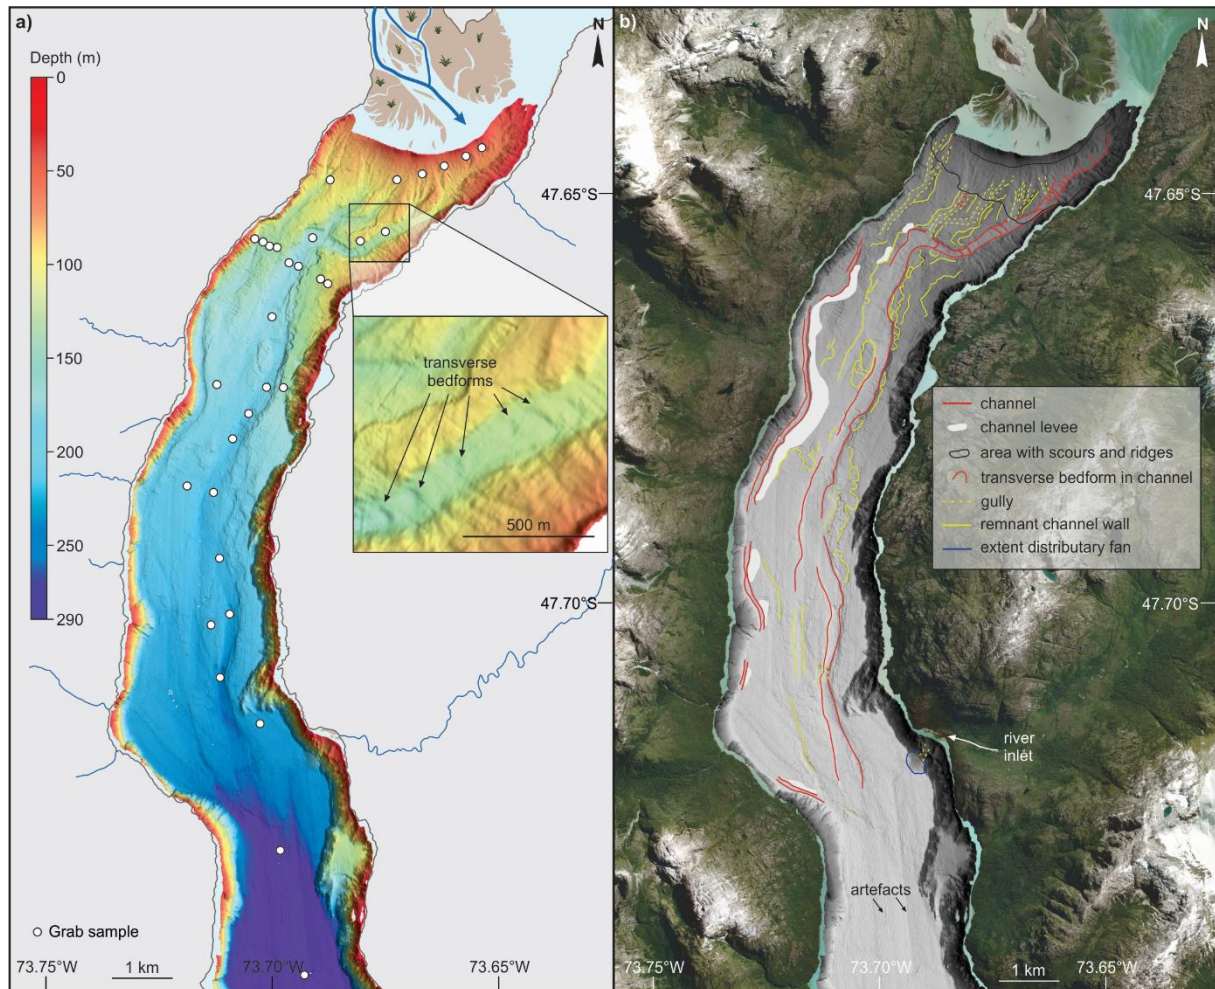 a)
N
Depth (m)
0
50
100
150
200
250
290
47.65°S
transverse
bedforms
500 m
47.70°S
Grab sample
73.75°W
1 km
73.70°W
73.65°W
b)
N
47.65°S
channel
channel levee
area with scours and ridges
transverse bedform in channel
gully
remnant channel wall
extent distributary fan
47.70°S
river
inlét
artefacts
73.75°W
73.70°W
1 km
73.65°W